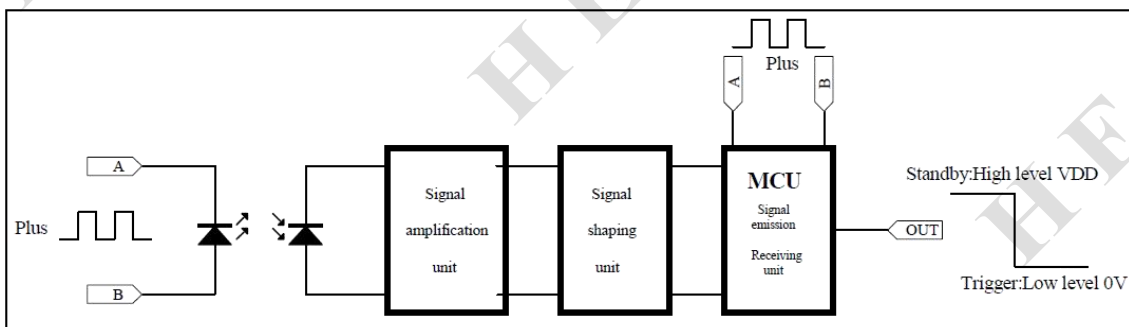 H E
H E
Plus
A
B
A
Plus
B
Signal
amplification
unit
Signal
shaping
unit
MCU
Signal
emission
Receiving
unit
OUT
Standby:High level VDD
Trigger:Low level 0V